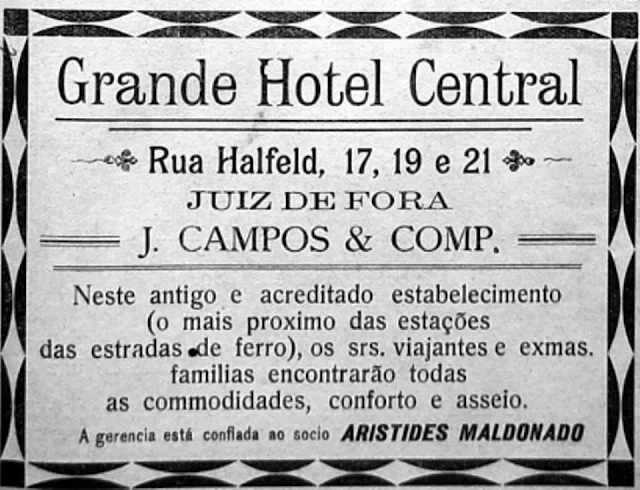 Grande Hotel Central
Rua Halfeld, 17, 19 e 21
JUIZ DE FORA
J. CAMPOS & COMP.
Neste antigo e acreditado estabelecimento
(o mais proximo das estações
das estradas de ferro), os srs. viajantes e exmas.
familias encontrarão todas
as commodidades, conforto e asseio.
A gerencia está confiada ao socio ARISTIDES MALDONADO